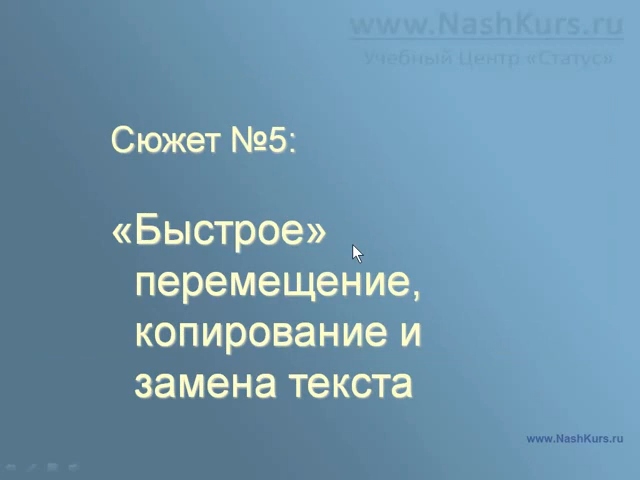 www.NashKurs.ru
Учебный Центр «Статус»
Сюжет №5:
«Быстрое»
перемещение,
копирование и
замена текста
www.NashKurs.ru